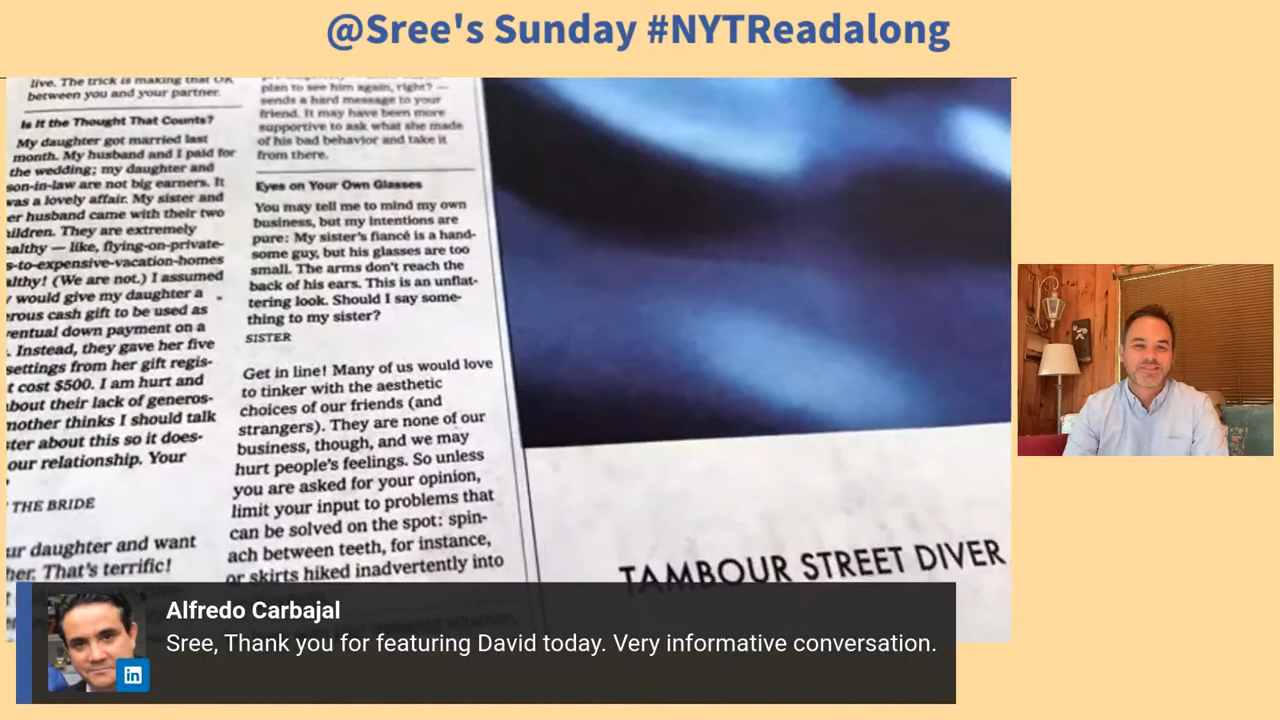 @Sree's Sunday #NYTReadalong
live. The trick is making that OK
between you and your partner.
Is It the Thought That Counts?
My daughter got married last
month. My husband and I paid for
the wedding; my daughter and
son-in-law are not big earners. It
was a lovely affair. My sister and
er husband came with their two
ildren. They are extremely
ealthy — like, flying-on-private-
s-to-expensive-vacation-homes
althy! (We are not.) I assumed
would give my daughter a
erous cash gift to be used as
entual down payment on a
. Instead, they gave her five
settings from her gift regis-
t cost $500. I am hurt and
about their lack of generos-
mother thinks I should talk
ster about this so it does-
our relationship. Your
THE BRIDE
ur daughter and want
her. That's terrific!
plan to see him again, right? —
sends a hard message to your
friend. It may have been more
supportive to ask what she made
of his bad behavior and take it
from there.
Eyes on Your Own Glasses
You may tell me to mind my own
business, but my intentions are
pure: My sister's fiancé is a hand-
some guy, but his glasses are too
small. The arms don't reach the
back of his ears. This is an unflat-
tering look. Should I say some-
thing to my sister?
SISTER
Get in line! Many of us would love
to tinker with the aesthetic
choices of our friends (and
strangers). They are none of our
business, though, and we may
hurt people's feelings. So unless
you are asked for your opinion,
limit your input to problems that
can be solved on the spot: spin-
ach between teeth, for instance,
or skirts hiked inadvertently into
TAMBOUR STREET DIVER
Alfredo Carbajal
Sree, Thank you for featuring David today. Very informative conversation.
in